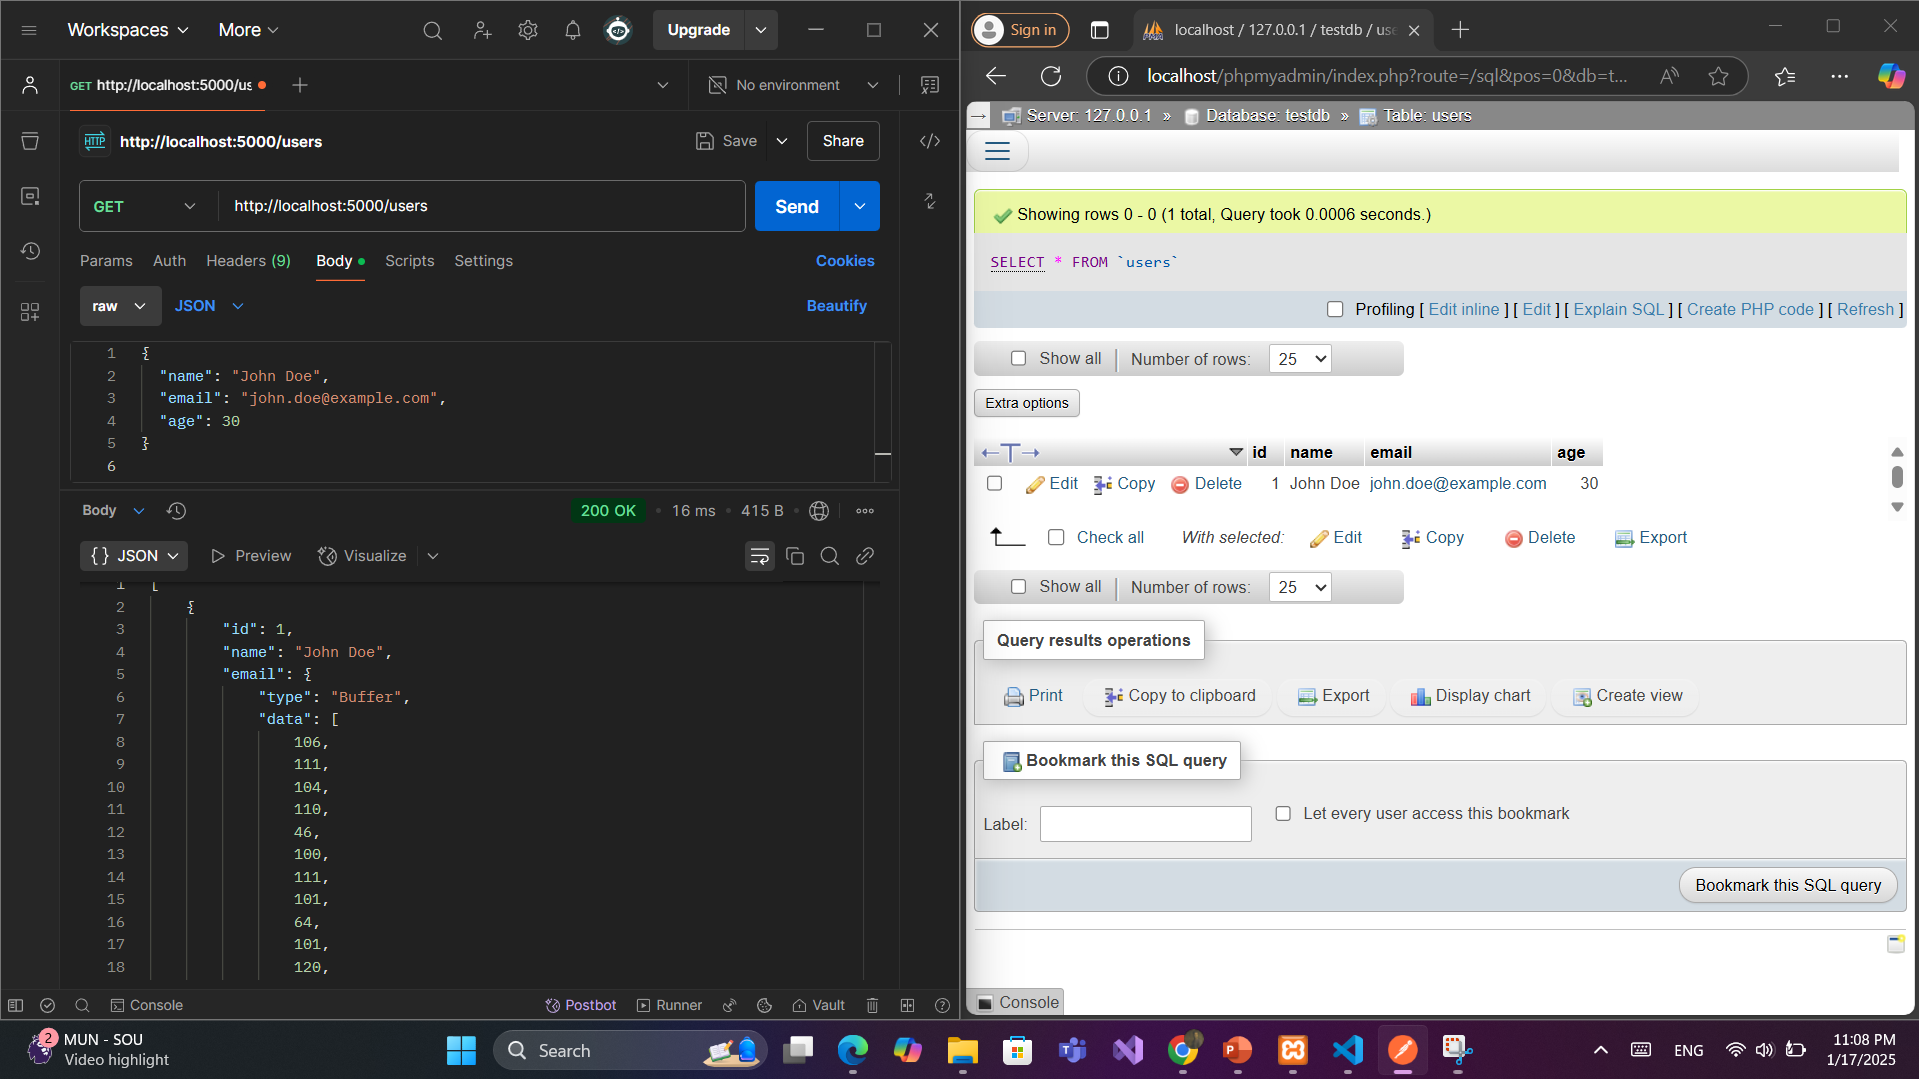 Workspaces
More
Upgrade
GET http://localhost:5000/us
No environment
HTTP http://localhost:5000/users
Save
Share
GET
http://localhost:5000/users
Send
Params
Auth
Headers (9)
Body
Scripts
Settings
Cookies
raw
JSON
Beautify
1 {
2 "name": "John Doe",
3 "email": "john.doe@example.com",
4 "age": 30
5 }
6
Body
200 OK
16 ms
415 B
{} JSON
Preview
Visualize
1 [
2 {
3 "id": 1,
4 "name": "John Doe",
5 "email": {
6 "type": "Buffer",
7 "data": [
8 106,
9 111,
10 104,
11 110,
12 46,
13 100,
14 111,
15 101,
16 64,
17 101,
18 120,
Console
Postbot
Runner
Vault
Sign in
localhost / 127.0.0.1 / testdb / use
localhost/phpmyadmin/index.php?route=/sql&pos=0&db=t...
Server: 127.0.0.1 » Database: testdb » Table: users
Showing rows 0 - 0 (1 total, Query took 0.0006 seconds.)
SELECT * FROM `users`
Profiling [ Edit inline ] [ Edit ] [ Explain SQL ] [ Create PHP code ] [ Refresh ]
Show all
Number of rows: 25
Extra options
id name email age
Edit Copy Delete 1 John Doe john.doe@example.com 30
Check all With selected: Edit Copy Delete Export
Show all
Number of rows: 25
Query results operations
Print
Copy to clipboard
Export
Display chart
Create view
Bookmark this SQL query
Label:
Let every user access this bookmark
Bookmark this SQL query
Console
2
MUN - SOU
Video highlight
Search
ENG
11:08 PM
1/17/2025